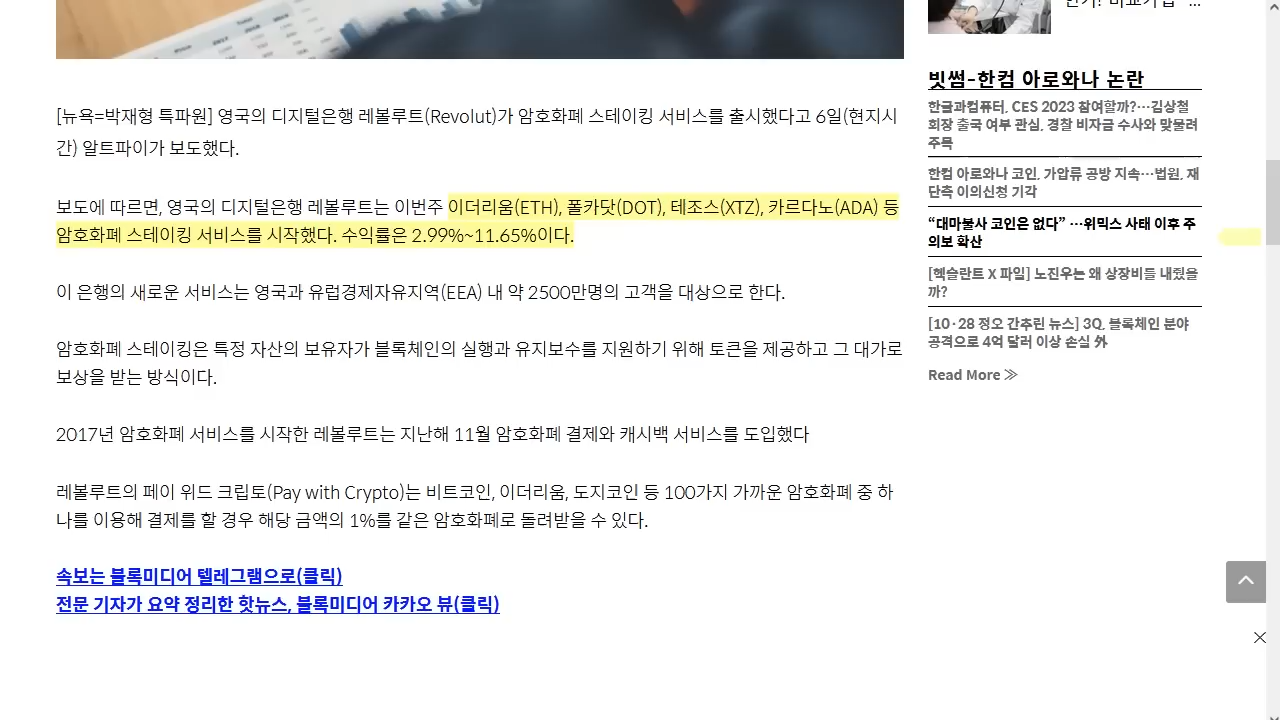 [뉴욕=박재형 특파원] 영국의 디지털은행 레볼루트(Revolut)가 암호화폐 스테이킹 서비스를 출시했다고 6일(현지시
간) 알트파이가 보도했다.
보도에 따르면, 영국의 디지털은행 레볼루트는 이번주 이더리움(ETH), 폴카닷(DOT), 테조스(XTZ), 카르다노(ADA) 등
암호화폐 스테이킹 서비스를 시작했다. 수익률은 2.99%~11.65%이다.
이 은행의 새로운 서비스는 영국과 유럽경제자유지역(EEA) 내 약 2500만명의 고객을 대상으로 한다.
암호화폐 스테이킹은 특정 자산의 보유자가 블록체인의 실행과 유지보수를 지원하기 위해 토큰을 제공하고 그 대가로
보상을 받는 방식이다.
2017년 암호화폐 서비스를 시작한 레볼루트는 지난해 11월 암호화폐 결제와 캐시백 서비스를 도입했다
레볼루트의 페이 위드 크립토(Pay with Crypto)는 비트코인, 이더리움, 도지코인 등 100가지 가까운 암호화폐 중 하
나를 이용해 결제를 할 경우 해당 금액의 1%를 같은 암호화폐로 돌려받을 수 있다.
속보는 블록미디어 텔레그램으로(클릭)
전문 기자가 요약 정리한 핫뉴스, 블록미디어 카카오 뷰(클릭)
빗썸-한컴 아로와나 논란
한글과컴퓨터, CES 2023 참여할까?…김상철
회장 출국 여부 관심, 경찰 비자금 수사와 맞물려
주목
한컴 아로와나 코인, 가압류 공방 지속…법원, 재
단측 이의신청 기각
“대마불사 코인은 없다” …위믹스 사태 이후 주
의보 확산
[헥슬란트 X 파일] 노진우는 왜 상장비를 내줬을
까?
[10·28 정오 간추린 뉴스] 3Q, 블록체인 분야
공격으로 4억 달러 이상 손실 外
Read More ≫